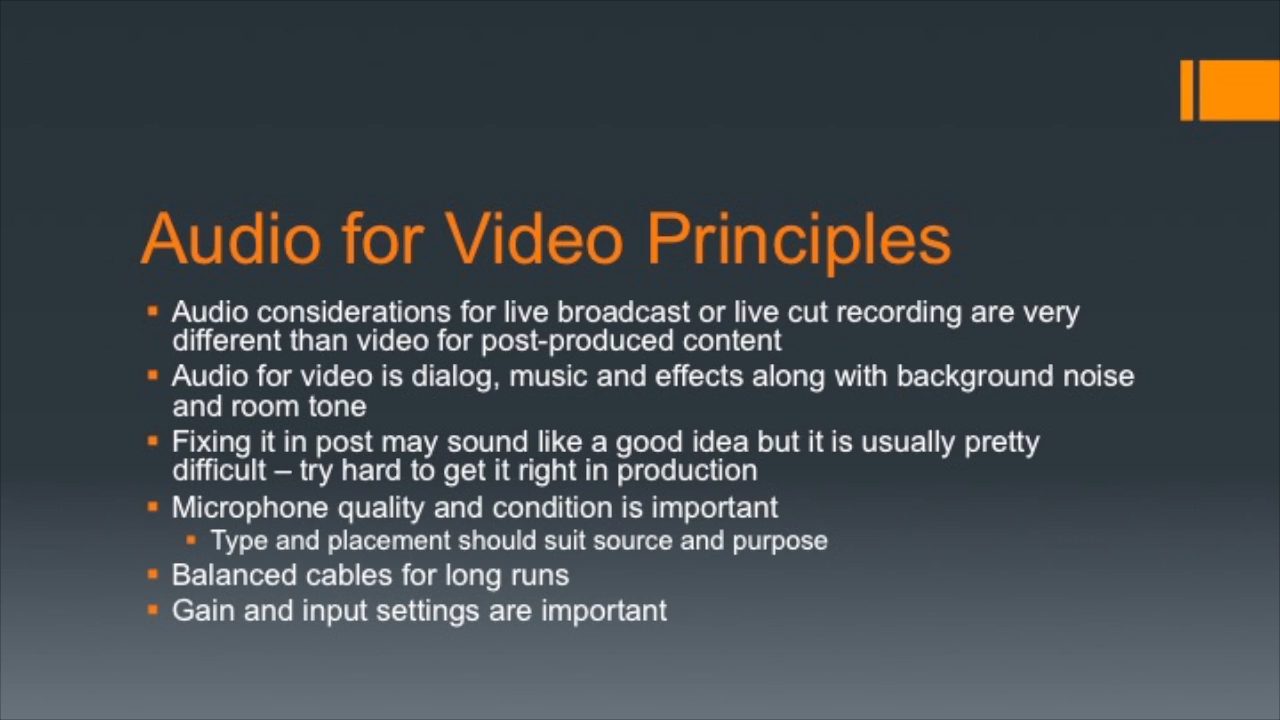 Audio for Video Principles
▪ Audio considerations for live broadcast or live cut recording are very
different than video for post-produced content
▪ Audio for video is dialog, music and effects along with background noise
and room tone
▪ Fixing it in post may sound like a good idea but it is usually pretty
difficult – try hard to get it right in production
▪ Microphone quality and condition is important
▪ Type and placement should suit source and purpose
▪ Balanced cables for long runs
▪ Gain and input settings are important